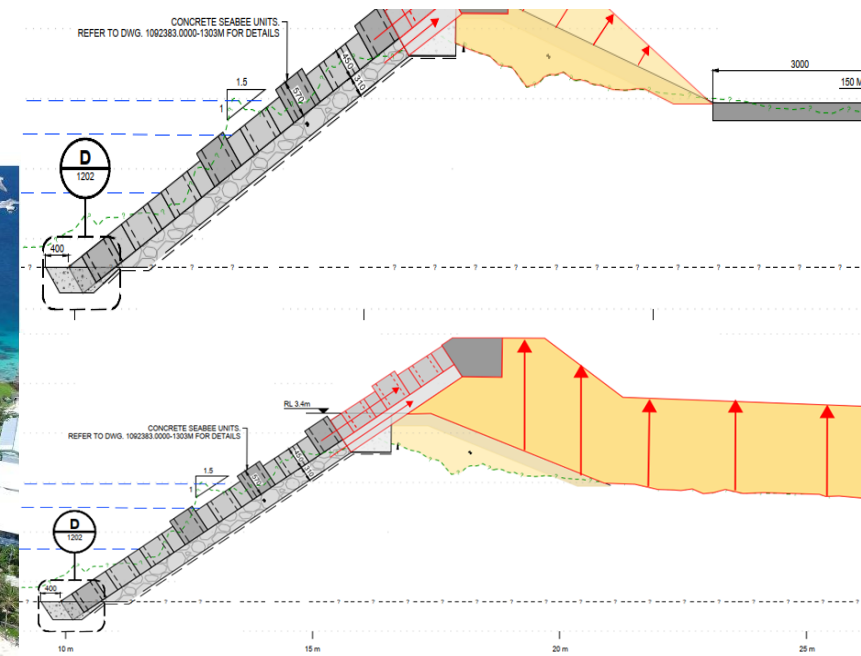 CONCRETE SEABEE UNITS.
REFER TO DWG. 1092383.0000-1303M FOR DETAILS
1.5
1
450
310
570
3000
150 M
D
1202
400
? ? ? ? ? ? ? ? ? ?
RL 3.4m
CONCRETE SEABEE UNITS.
REFER TO DWG. 1092383.0000-1303M FOR DETAILS
1.5
1
450
310
570
D
1202
400
10 m 15 m 20 m 25 m